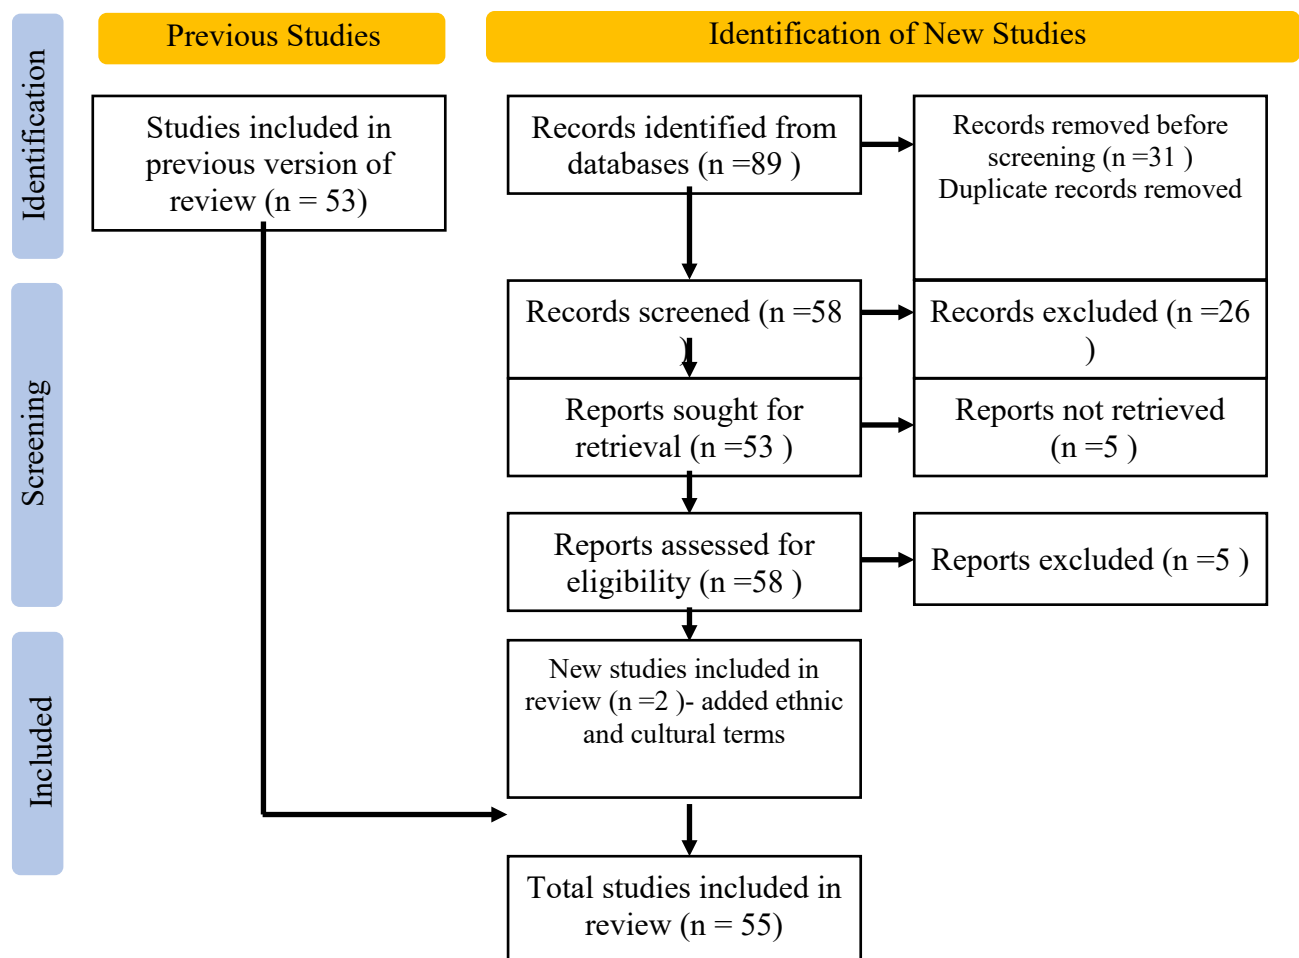 Previous Studies
Identification of New Studies
Identification
Studies included in
previous version of
review (n = 53)
Records identified from
databases (n =89 )
Records removed before
screening (n =31 )
Duplicate records removed
Screening
Records screened (n =58
)
Records excluded (n =26
)
Reports sought for
retrieval (n =53 )
Reports not retrieved
(n =5 )
Reports assessed for
eligibility (n =58 )
Reports excluded (n =5 )
Included
New studies included in
review (n =2 )- added ethnic
and cultural terms
Total studies included in
review (n = 55)